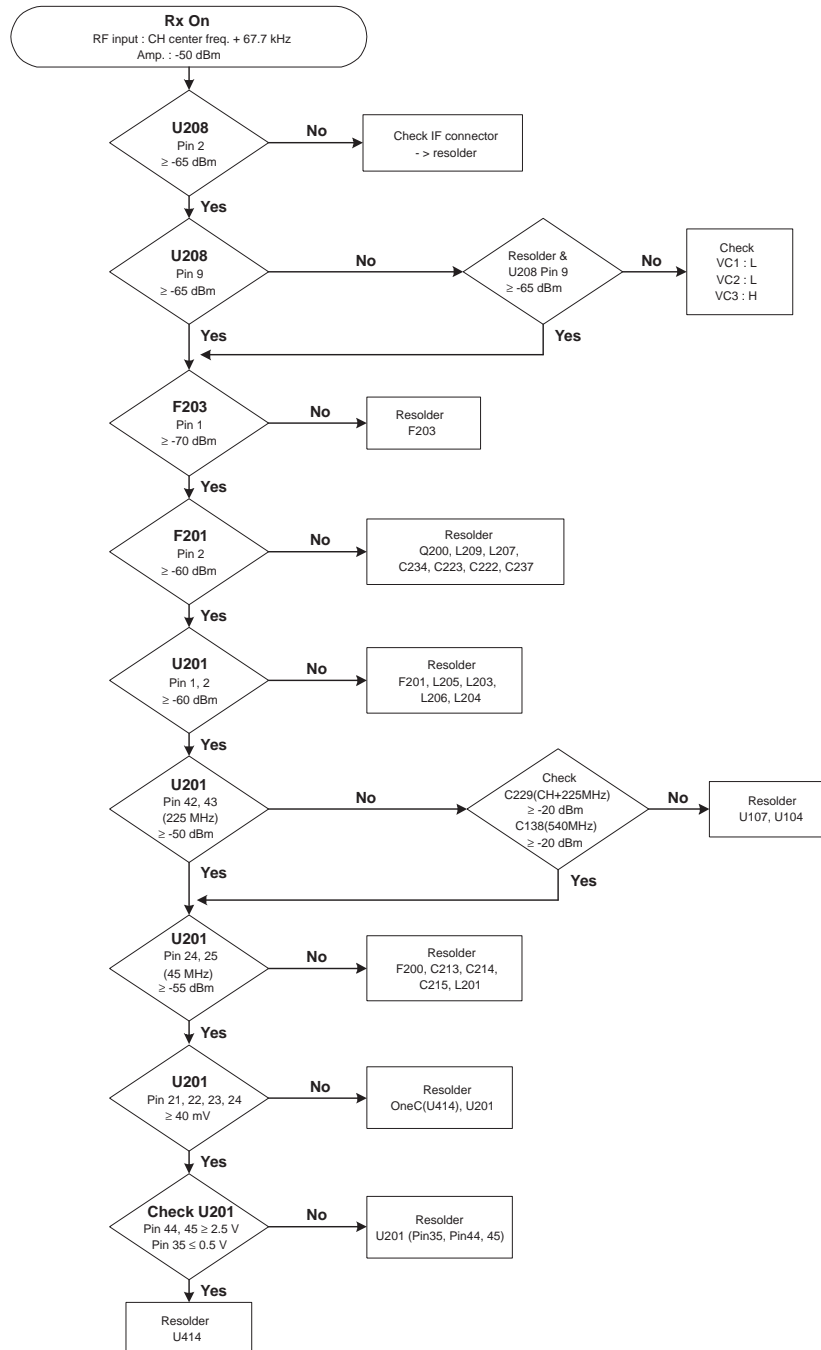 Rx On
RF input : CH center freq. + 67.7 kHz
Amp. : -50 dBm
U208
Pin 2
≥ -65 dBm
No
Check IF connector
- > resolder
Yes
U208
Pin 9
≥ -65 dBm
No
Resolder &
U208 Pin 9
≥ -65 dBm
No
Check
VC1 : L
VC2 : L
VC3 : H
Yes
Yes
F203
Pin 1
≥ -70 dBm
No
Resolder
F203
Yes
F201
Pin 2
≥ -60 dBm
No
Resolder
Q200, L209, L207,
C234, C223, C222, C237
Yes
U201
Pin 1, 2
≥ -60 dBm
No
Resolder
F201, L205, L203,
L206, L204
Yes
U201
Pin 42, 43
(225 MHz)
≥ -50 dBm
No
Check
C229(CH+225MHz)
≥ -20 dBm
C138(540MHz)
≥ -20 dBm
No
Resolder
U107, U104
Yes
Yes
U201
Pin 24, 25
(45 MHz)
≥ -55 dBm
No
Resolder
F200, C213, C214,
C215, L201
Yes
U201
Pin 21, 22, 23, 24
≥ 40 mV
No
Resolder
OneC(U414), U201
Yes
Check U201
Pin 44, 45 ≥ 2.5 V
Pin 35 ≤ 0.5 V
No
Resolder
U201 (Pin35, Pin44, 45)
Yes
Resolder
U414